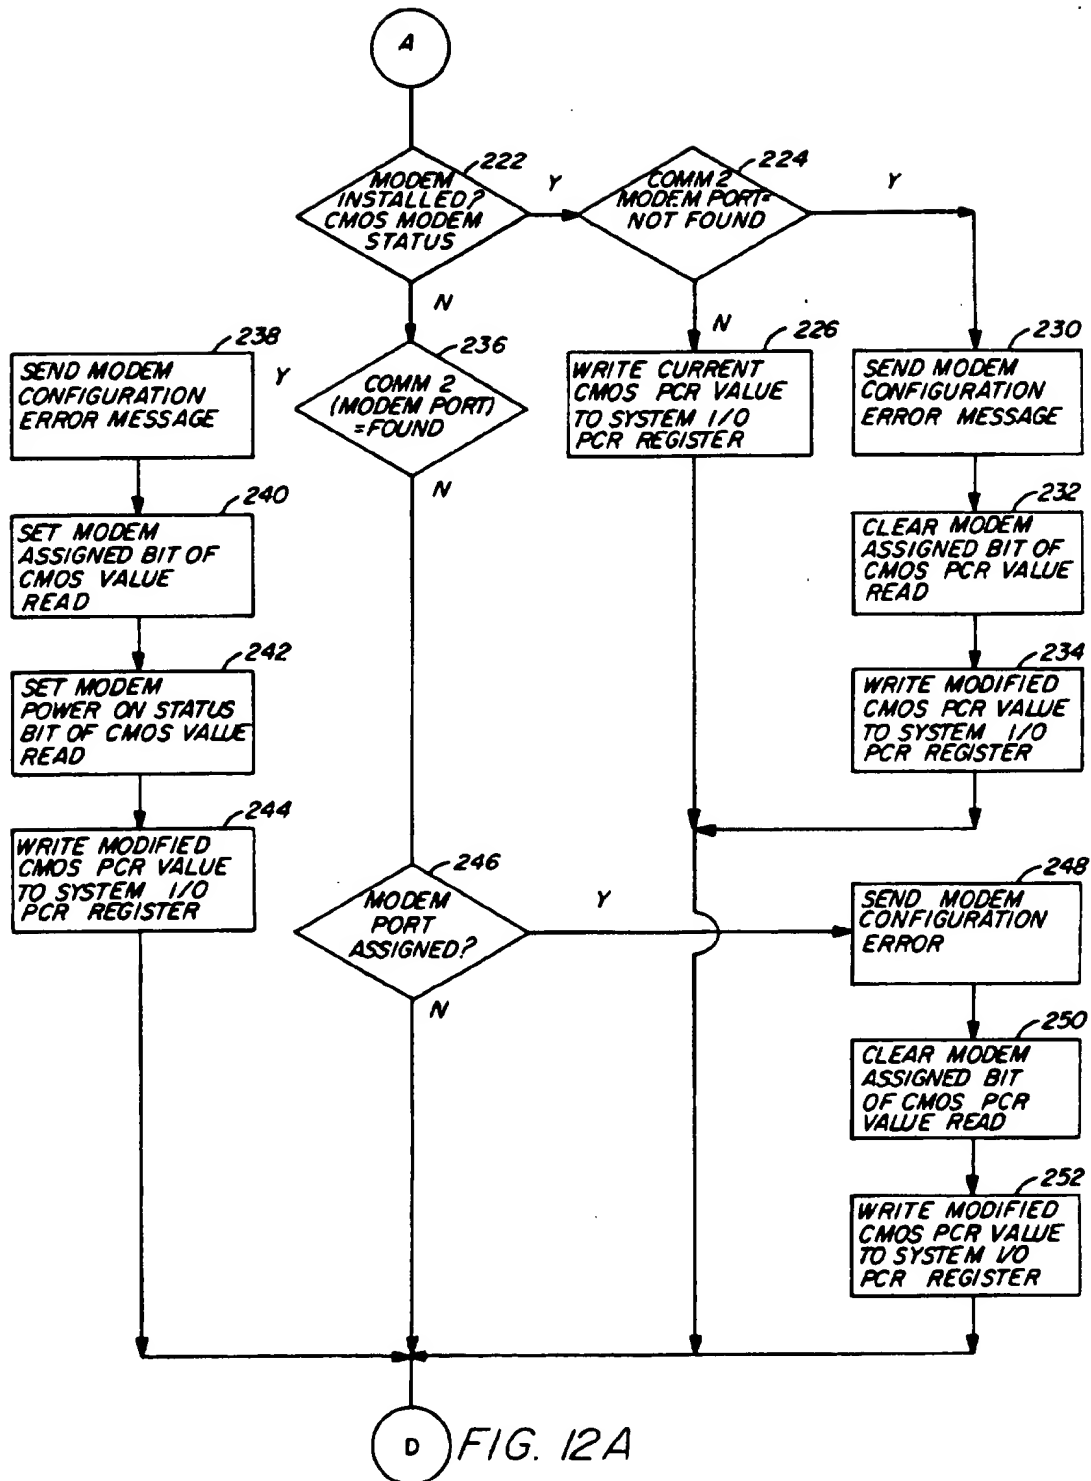 A
222
MODEM
INSTALLED?
CMOS MODEM
STATUS
Y
224
COMM 2
MODEM PORT=
NOT FOUND
Y
N
N
238
SEND MODEM
CONFIGURATION
ERROR MESSAGE
Y
236
COMM 2
(MODEM PORT)
=FOUND
N
226
WRITE CURRENT
CMOS PCR VALUE
TO SYSTEM I/O
PCR REGISTER
230
SEND MODEM
CONFIGURATION
ERROR MESSAGE
240
SET MODEM
ASSIGNED BIT OF
CMOS VALUE
READ
232
CLEAR MODEM
ASSIGNED BIT OF
CMOS PCR VALUE
READ
242
SET MODEM
POWER ON STATUS
BIT OF CMOS VALUE
READ
234
WRITE MODIFIED
CMOS PCR VALUE
TO SYSTEM I/O
PCR REGISTER
244
WRITE MODIFIED
CMOS PCR VALUE
TO SYSTEM I/O
PCR REGISTER
246
MODEM
PORT
ASSIGNED?
Y
N
248
SEND MODEM
CONFIGURATION
ERROR
250
CLEAR MODEM
ASSIGNED BIT
OF CMOS PCR
VALUE READ
252
WRITE MODIFIED
CMOS PCR VALUE
TO SYSTEM I/O
PCR REGISTER
D
FIG. 12A